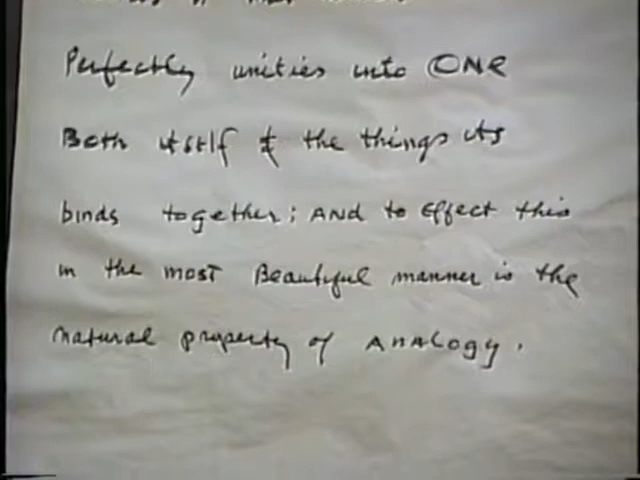 Perfectly unities into ONE
Both itself & the things its
binds together; AND to Effect this
in the most Beautiful manner is the
natural property of ANALOGY.